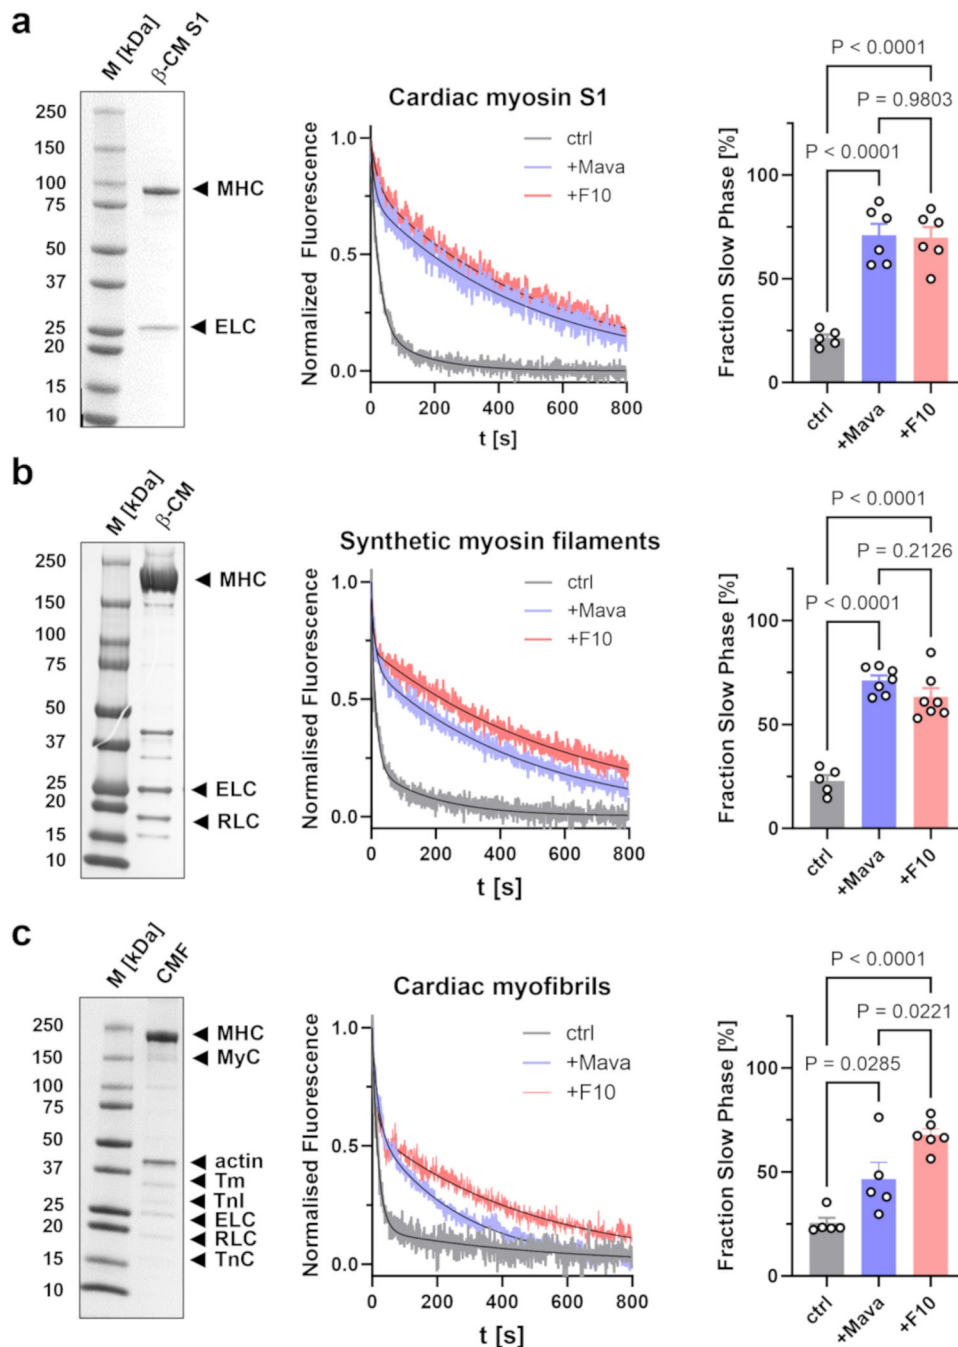 a
M [kDa]
β-CM S1
250
150
100
75
50
37
25
20
15
10
MHC
ELC
Cardiac myosin S1
Normalized Fluorescence
1.0
0.5
0.0
ctrl
+Mava
+F10
0 200 400 600 800
t [s]
Fraction Slow Phase [%]
100
50
0
P < 0.0001
P = 0.9803
P < 0.0001
ctrl
+Mava
+F10
b
M [kDa]
β-CM
250
150
100
75
50
37
25
20
15
10
MHC
ELC
RLC
Synthetic myosin filaments
Normalised Fluorescence
1.0
0.5
0.0
ctrl
+Mava
+F10
0 200 400 600 800
t [s]
Fraction Slow Phase [%]
100
50
0
P < 0.0001
P = 0.2126
P < 0.0001
ctrl
+Mava
+F10
c
M [kDa]
CMF
250
150
100
75
50
37
25
20
15
10
MHC
MyC
actin
Tm
TnI
ELC
RLC
TnC
Cardiac myofibrils
Normalised Fluorescence
1.0
0.5
0.0
ctrl
+Mava
+F10
0 200 400 600 800
t [s]
Fraction Slow Phase [%]
100
50
0
P < 0.0001
P = 0.0221
P = 0.0285
ctrl
+Mava
+F10